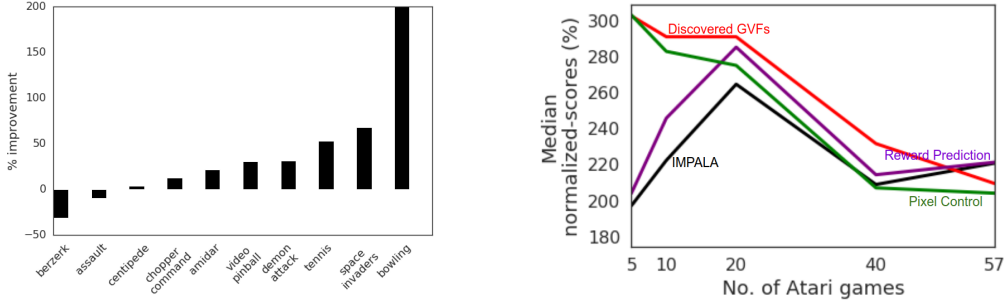 200
150
100
50
0
−50
% improvement
berzerk
assault
centipede
chopper
command
amidar
video
pinball
demon
attack
tennis
space
invaders
bowling
300
280
260
240
220
200
180
Median
normalized-scores (%)
Discovered GVFs
IMPALA
Reward Prediction
Pixel Control
5 10 20 40 57
No. of Atari games